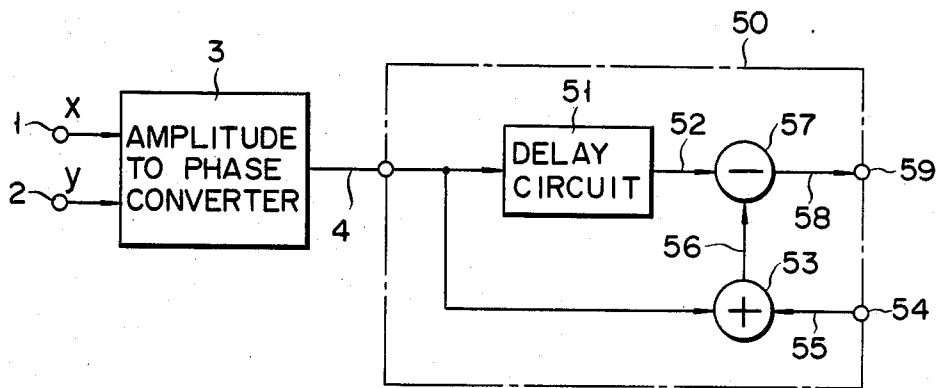 50
3
51
1
X
AMPLITUDE
TO PHASE
CONVERTER
DELAY
CIRCUIT
52
57
−
59
2
y
4
58
56
53
+
54
55